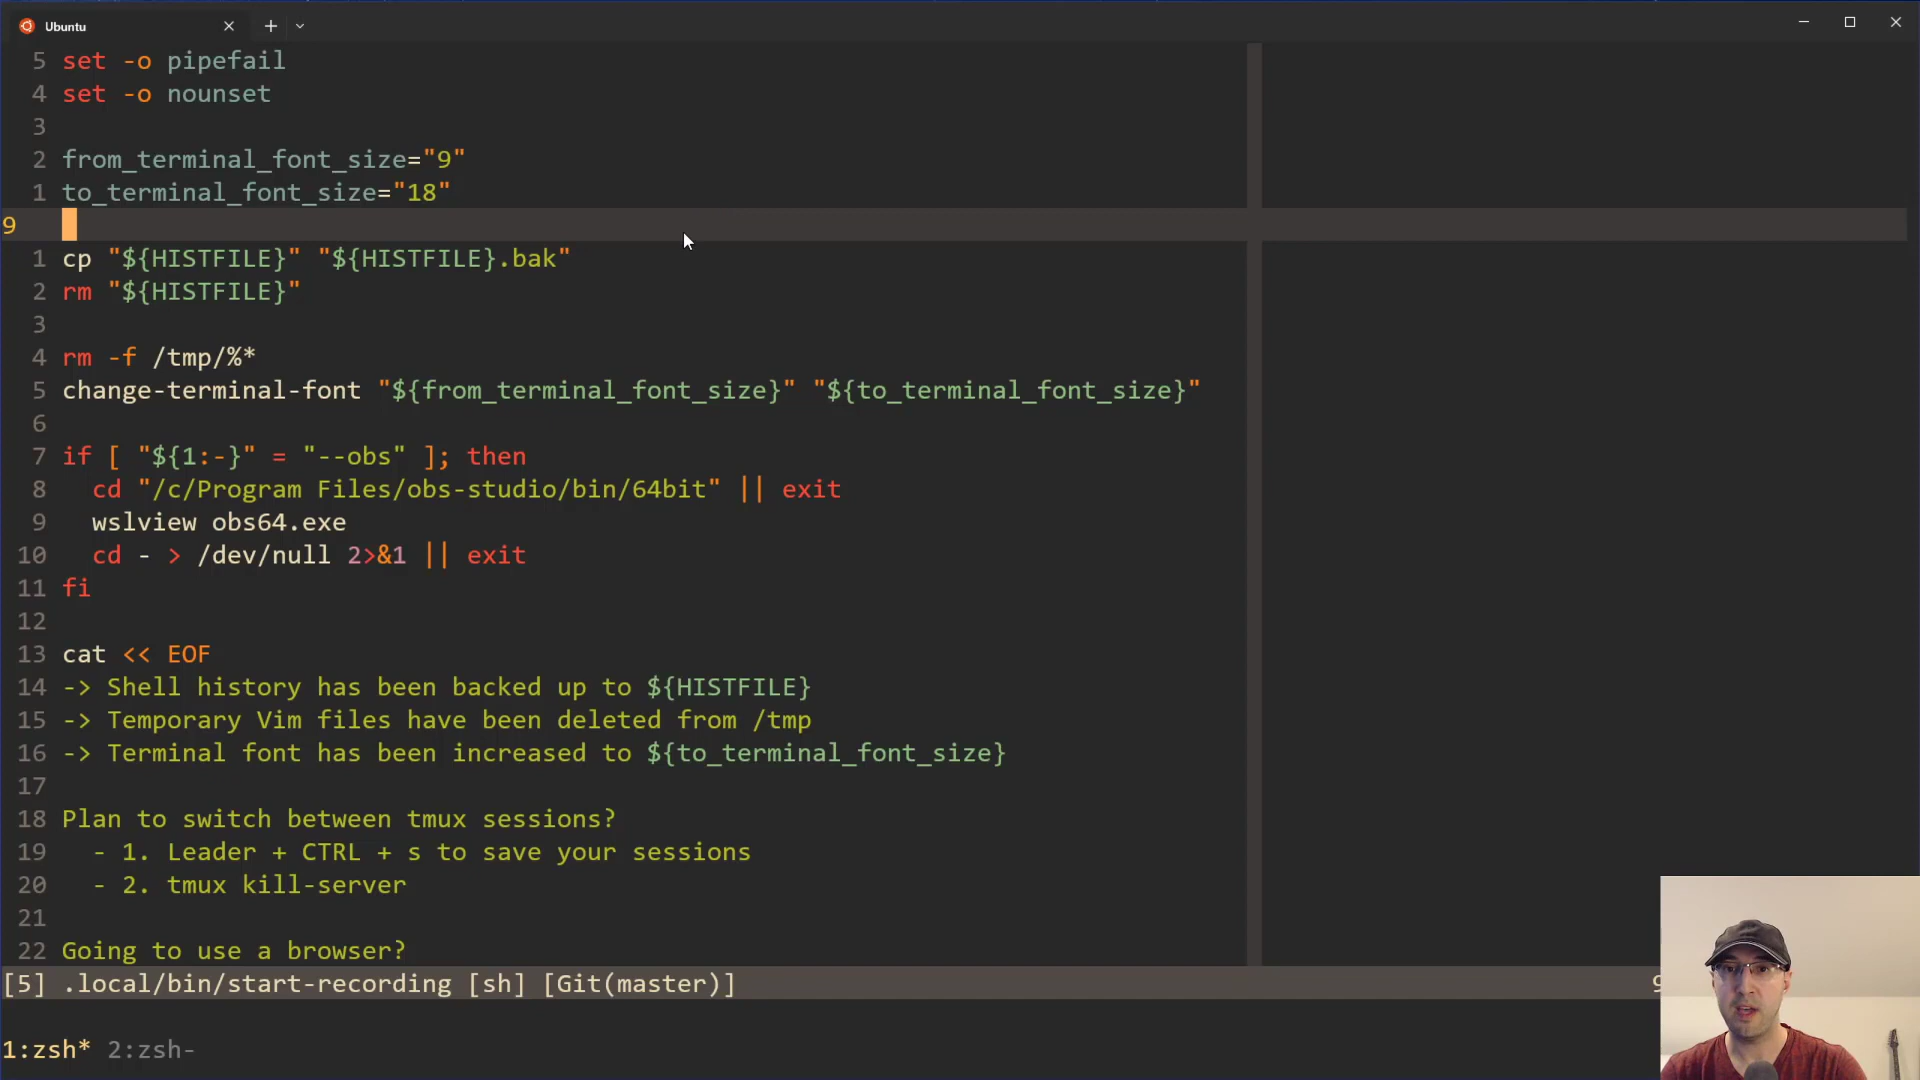 Ubuntu
5 set -o pipefail
4 set -o nounset
3
2 from_terminal_font_size="9"
1 to_terminal_font_size="18"
9
1 cp "${HISTFILE}" "${HISTFILE}.bak"
2 rm "${HISTFILE}"
3
4 rm -f /tmp/%*
5 change-terminal-font "${from_terminal_font_size}" "${to_terminal_font_size}"
6
7 if [ "${1:-}" = "--obs" ]; then
8   cd "/c/Program Files/obs-studio/bin/64bit" || exit
9   wslview obs64.exe
10   cd - > /dev/null 2>&1 || exit
11 fi
12
13 cat << EOF
14 -> Shell history has been backed up to ${HISTFILE}
15 -> Temporary Vim files have been deleted from /tmp
16 -> Terminal font has been increased to ${to_terminal_font_size}
17
18 Plan to switch between tmux sessions?
19   - 1. Leader + CTRL + s to save your sessions
20   - 2. tmux kill-server
21
22 Going to use a browser?
[5] .local/bin/start-recording [sh] [Git(master)]
1:zsh* 2:zsh-